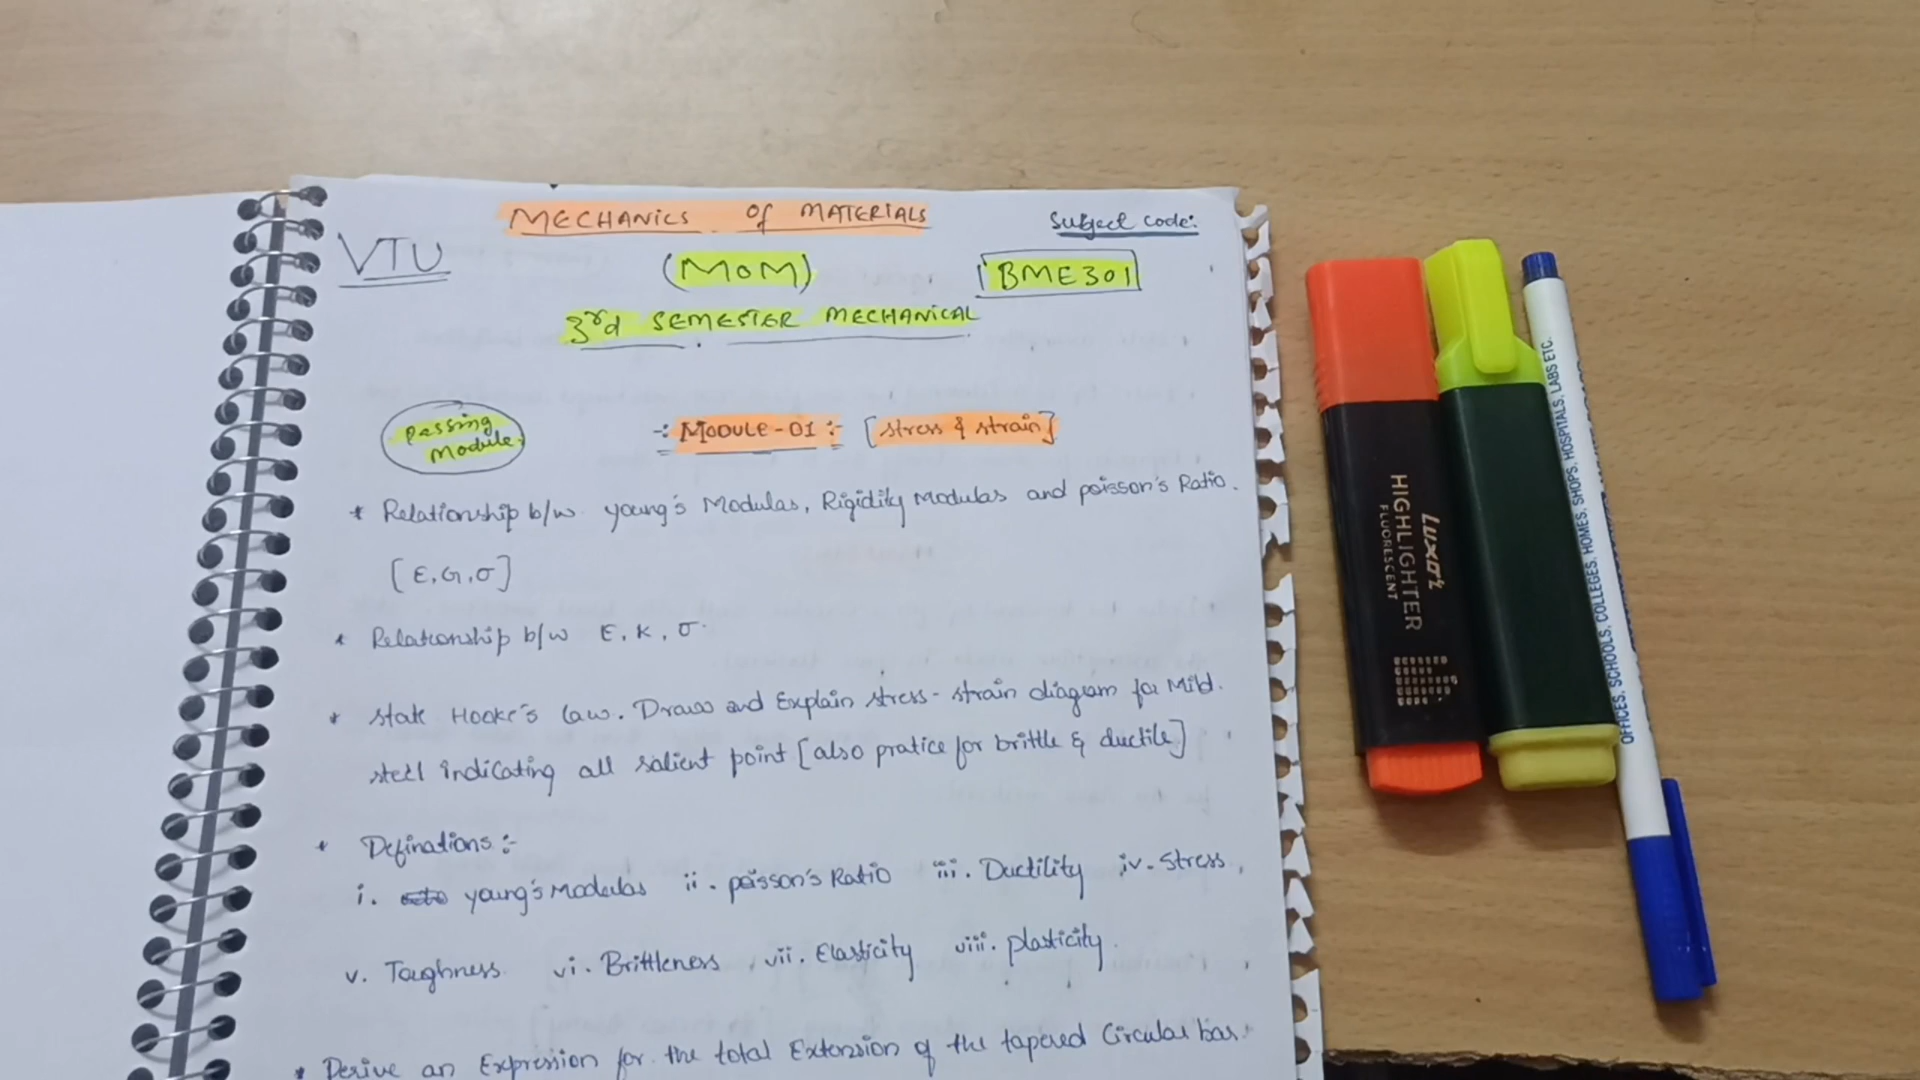 MECHANICS of MATERIALS
Subject code:
VTU
(MOM)
BME301
3rd SEMESTER MECHANICAL
Passing
Module
-: MODULE-01 :- [stress & strain]
* Relationship b/w young's Modulas, Rigidity Modulas and poisson's Ratio.
[E, G, σ]
* Relationship b/w E, K, σ.
* State Hooke's law. Draw and Explain stress-strain diagram for Mild.
steel indicating all salient point [also pratice for brittle & ductile]
* Definations :-
i. young's Modulas ii. poisson's Ratio iii. Ductility iv. Stress,
v. Toughness vi. Brittleness vii. Elasticity viii. plasticity.
* Derive an Expression for the total Extension of the tapered Circular bar.
LUXOR
HIGHLIGHTER
FLUORESCENT
OFFICES, SCHOOLS, COLLEGES, HOMES, SHOPS, HOSPITALS, LABS ETC.